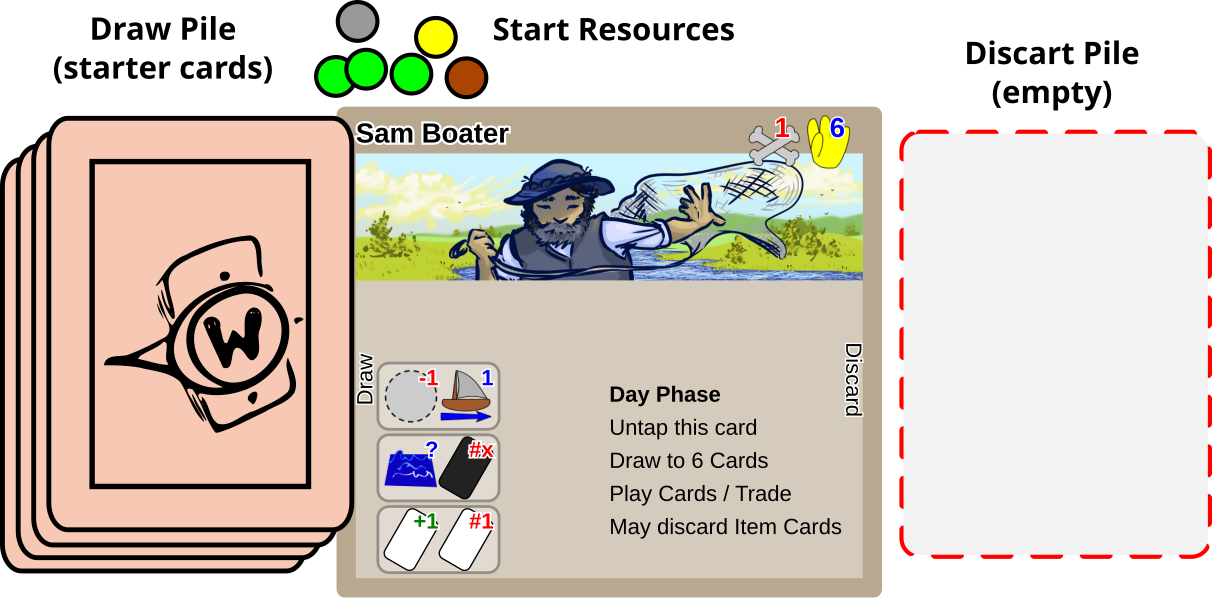 Draw Pile
(starter cards)
Start Resources
Discart Pile
(empty)
W
Sam Boater
1
6
Draw
Discard
-1
1
?
#x
+1
#1
Day Phase
Untap this card
Draw to 6 Cards
Play Cards / Trade
May discard Item Cards